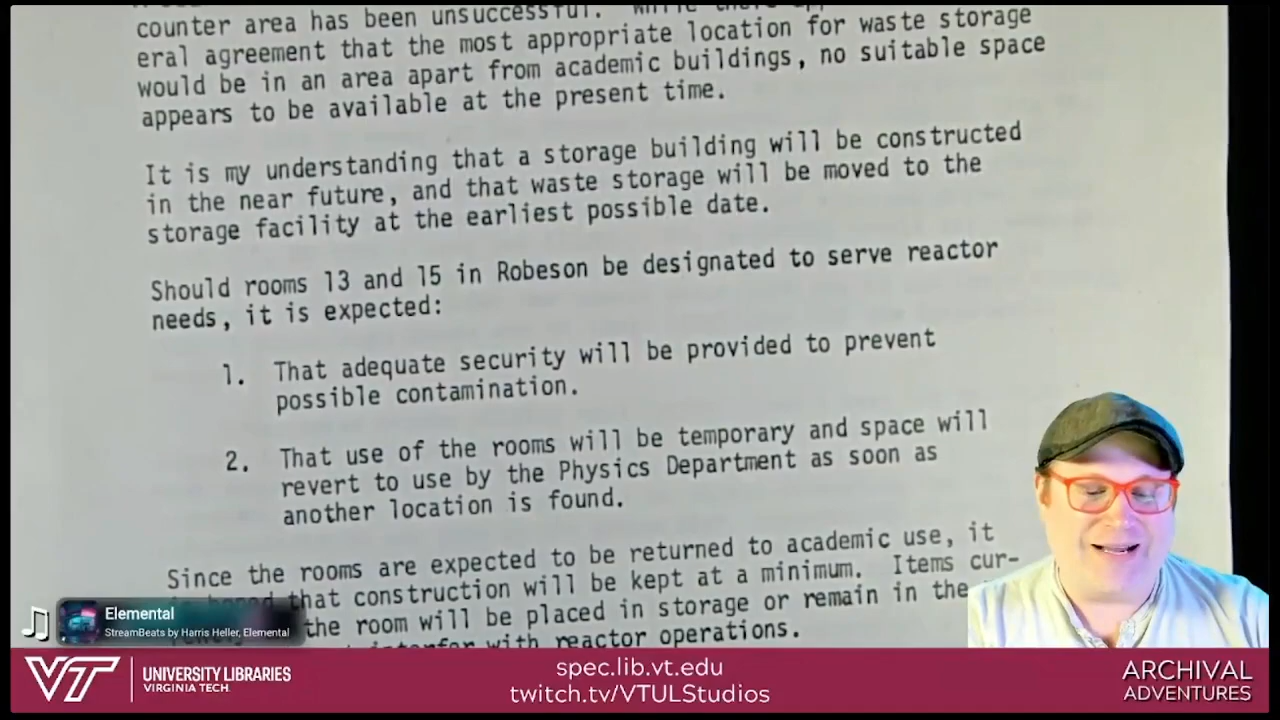 counter area has been unsuccessful.
eral agreement that the most appropriate location for waste storage
would be in an area apart from academic buildings, no suitable space
appears to be available at the present time.
It is my understanding that a storage building will be constructed
in the near future, and that waste storage will be moved to the
storage facility at the earliest possible date.
Should rooms 13 and 15 in Robeson be designated to serve reactor
needs, it is expected:
1. That adequate security will be provided to prevent
possible contamination.
2. That use of the rooms will be temporary and space will
revert to use by the Physics Department as soon as
another location is found.
Since the rooms are expected to be returned to academic use, it
that construction will be kept at a minimum. Items cur-
the room will be placed in storage or remain in the
interfer with reactor operations.
Elemental
StreamBeats by Harris Heller, Elemental
VT UNIVERSITY LIBRARIES
VIRGINIA TECH
spec.lib.vt.edu
twitch.tv/VTULStudios
ARCHIVAL
ADVENTURES